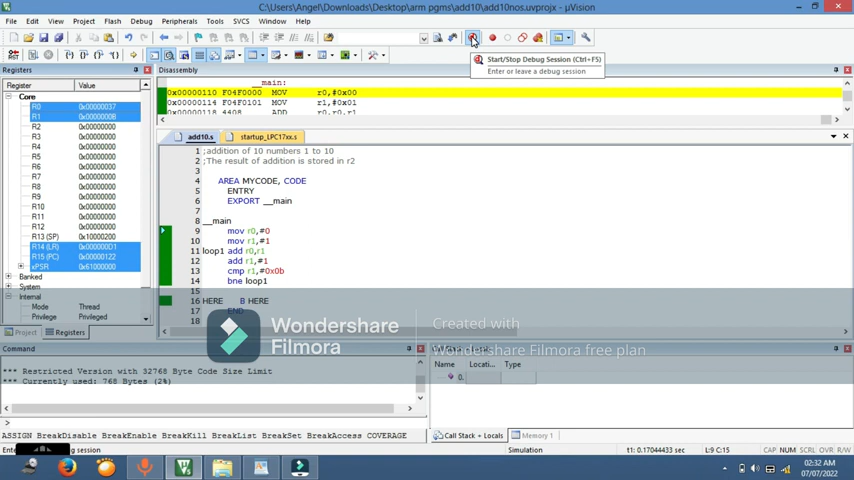 C:\Users\Angel\Downloads\Desktop\arm pgms\add10\add10nos.uvprojx - µVision
File Edit View Project Flash Debug Peripherals Tools SVCS Window Help
Start/Stop Debug Session (Ctrl+F5)
Enter or leave a debug session
Registers
Register Value
Core
R0 0x00000037
R1 0x0000000B
R2 0x00000000
R3 0x00000000
R4 0x00000000
R5 0x00000000
R6 0x00000000
R7 0x00000000
R8 0x00000000
R9 0x00000000
R10 0x00000000
R11 0x00000000
R12 0x00000000
R13 (SP) 0x10000200
R14 (LR) 0x000000D1
R15 (PC) 0x00000122
xPSR 0x61000000
Banked
System
Internal
Mode Thread
Privilege Privileged
Project Registers
Disassembly
__main:
0x00000110 F04F0000 MOV r0,#0x00
0x00000114 F04F0101 MOV r1,#0x01
0x00000118 4408 ADD r0,r0,r1
add10.s startup_LPC17xx.s
1 ;addition of 10 numbers 1 to 10
2 ;The result of addition is stored in r2
3
4 AREA MYCODE, CODE
5 ENTRY
6 EXPORT __main
7
8 __main
9 mov r0,#0
10 mov r1,#1
11 loop1 add r0,r1
12 add r1,#1
13 cmp r1,#0x0b
14 bne loop1
15
16 HERE B HERE
17 END
18
Wondershare
Filmora
Created with
Wondershare Filmora free plan
Command
*** Restricted Version with 32768 Byte Code Size Limit
*** Currently used: 768 Bytes (2%)
>
ASSIGN BreakDisable BreakEnable BreakKill BreakList BreakSet BreakAccess COVERAGE
Name Locati... Type
0.
Call Stack + Locals Memory 1
Simulation t1: 0.17044433 sec L:9 C:15 CAP NUM SCRL OVR R/W
02:32 AM
07/07/2022